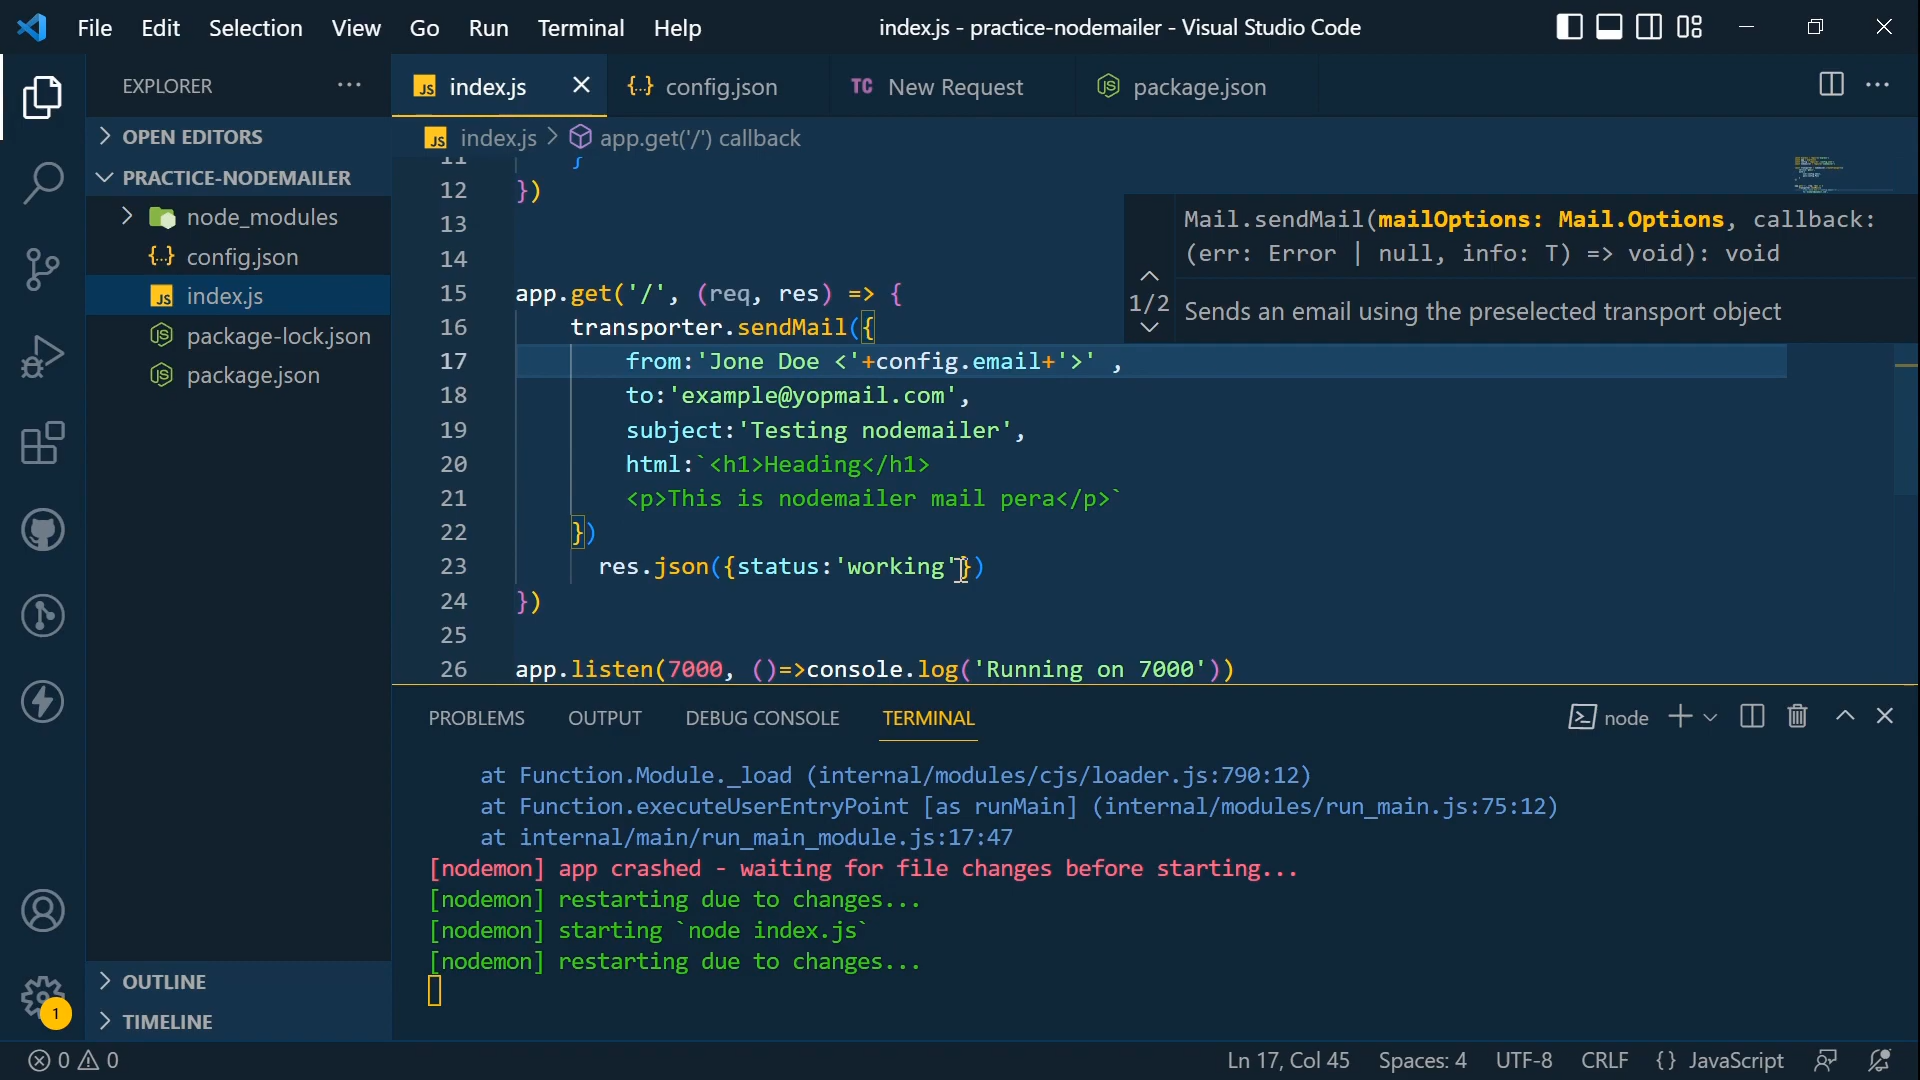 File Edit Selection View Go Run Terminal Help
index.js - practice-nodemailer - Visual Studio Code
EXPLORER
OPEN EDITORS
PRACTICE-NODEMAILER
node_modules
{..} config.json
JS index.js
package-lock.json
package.json
OUTLINE
TIMELINE
1
JS index.js
{..} config.json
TC New Request
package.json
JS index.js > app.get('/') callback
11 }
12 })
13
14
15 app.get('/', (req, res) => {
16 transporter.sendMail({
17 from:'Jone Doe <'+config.email+'>' ,
18 to:'example@yopmail.com',
19 subject:'Testing nodemailer',
20 html:`<h1>Heading</h1>
21 <p>This is nodemailer mail pera</p>`
22 })
23 res.json({status:'working'})
24 })
25
26 app.listen(7000, ()=>console.log('Running on 7000'))
Mail.sendMail(mailOptions: Mail.Options, callback:
(err: Error | null, info: T) => void): void
1/2
Sends an email using the preselected transport object
PROBLEMS OUTPUT DEBUG CONSOLE TERMINAL
node
at Function.Module._load (internal/modules/cjs/loader.js:790:12)
at Function.executeUserEntryPoint [as runMain] (internal/modules/run_main.js:75:12)
at internal/main/run_main_module.js:17:47
[nodemon] app crashed - waiting for file changes before starting...
[nodemon] restarting due to changes...
[nodemon] starting `node index.js`
[nodemon] restarting due to changes...
0 0
Ln 17, Col 45 Spaces: 4 UTF-8 CRLF {} JavaScript